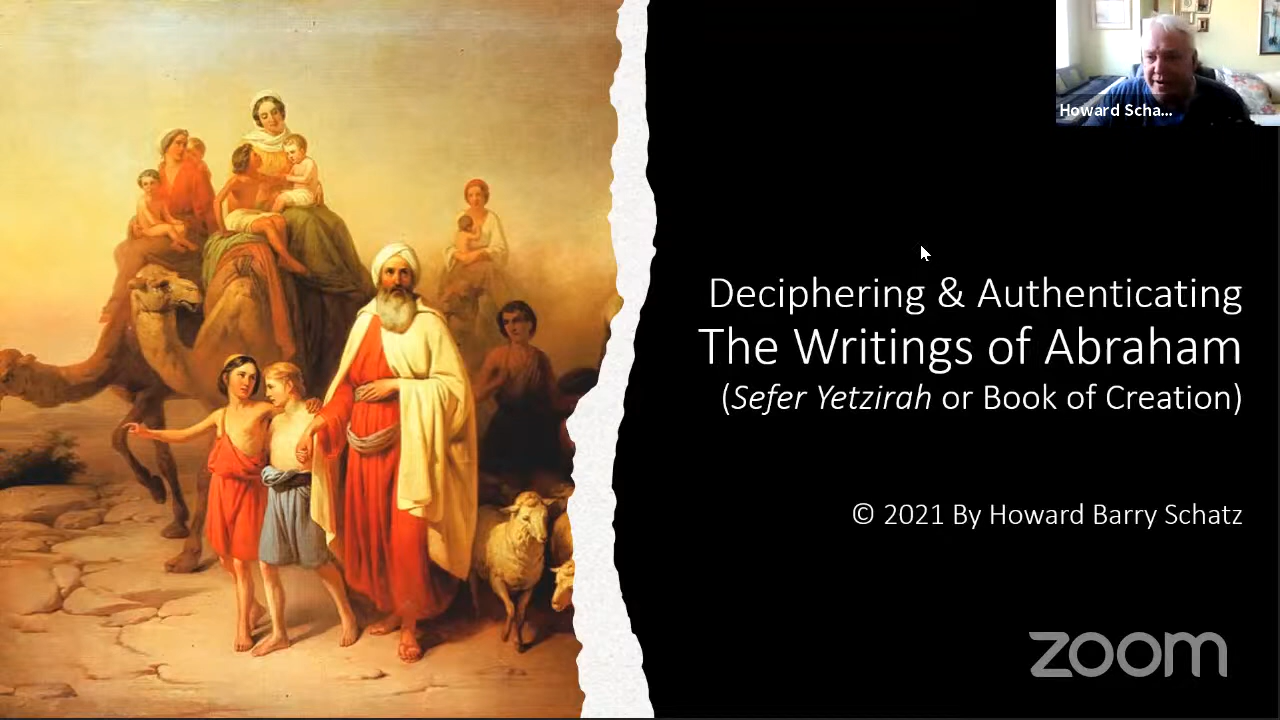 Howard Scha...
Deciphering & Authenticating
The Writings of Abraham
(Sefer Yetzirah or Book of Creation)
© 2021 By Howard Barry Schatz
zoom